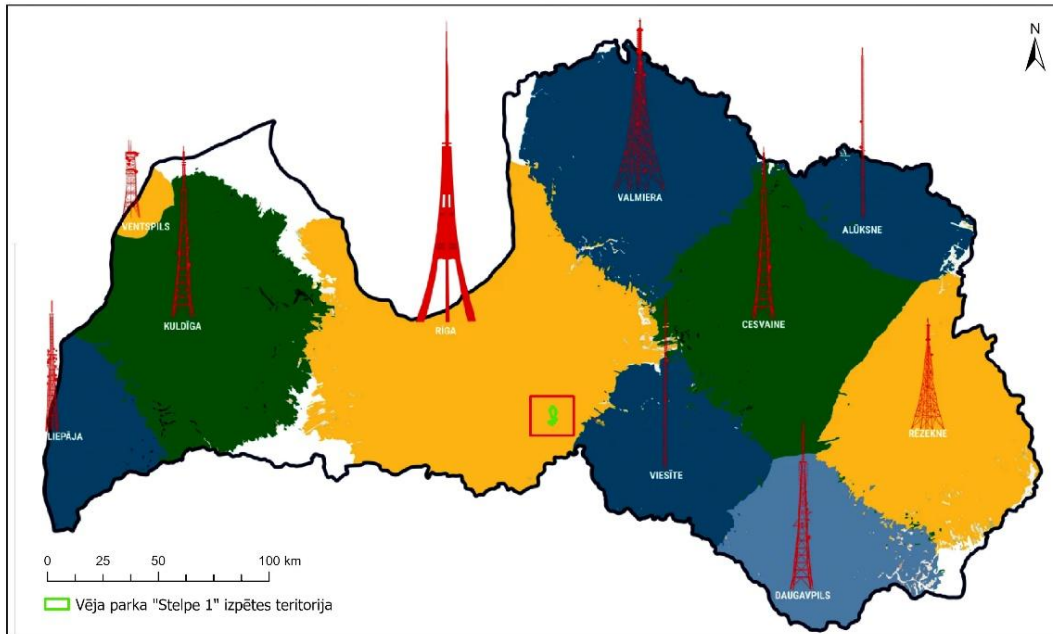 N
VALMIERA
VENTSPILS
ALŪKSNE
KULDĪGA
RĪGA
CESVAINE
LIEPĀJA
RĒZEKNE
VIESĪTE
0 50 100 km
DAUGAVPILS
Vēja parka "Stelpe 1" izpētes teritorija